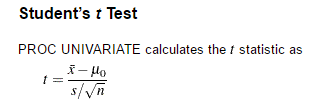 Student's t Test
PROC UNIVARIATE calculates the t statistic as
t = x̄ − μ₀
s/√n